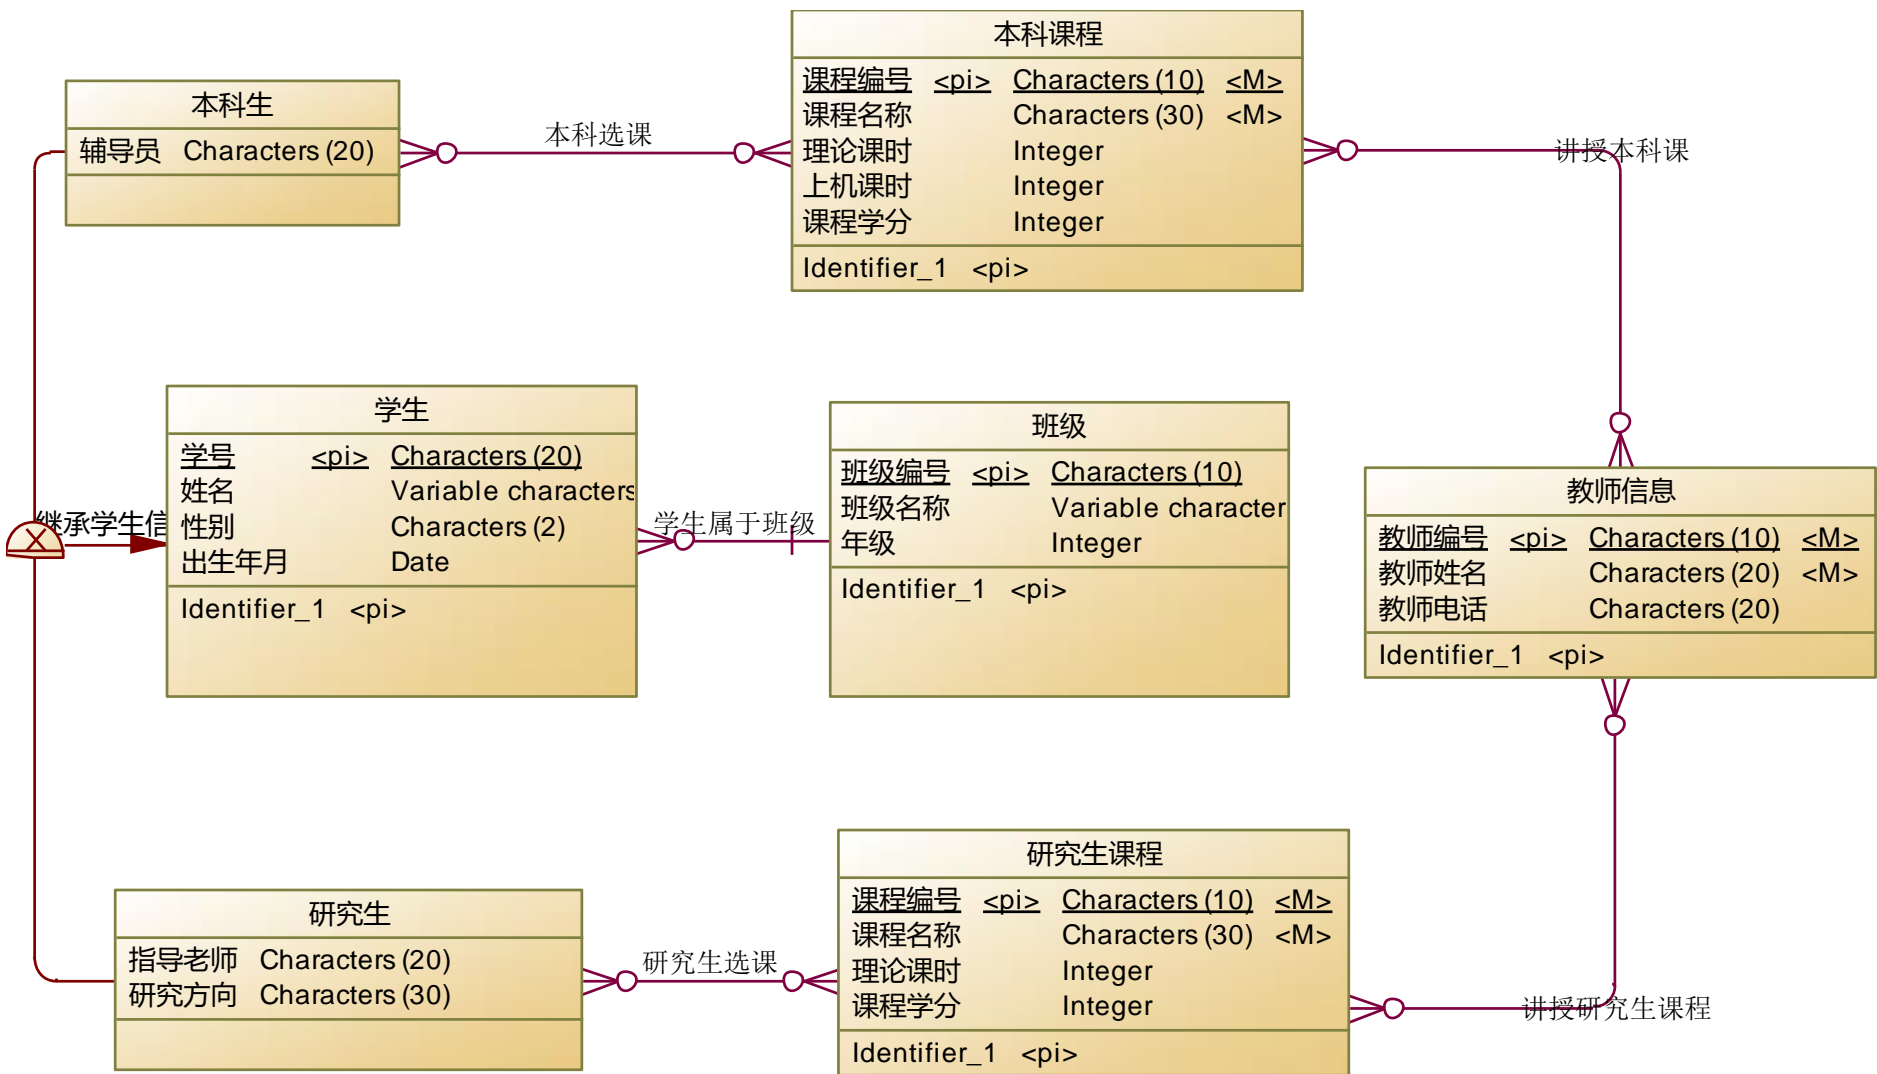 本科课程
课程编号 <pi> Characters (10) <M>
课程名称 Characters (30) <M>
理论课时 Integer
上机课时 Integer
课程学分 Integer
Identifier_1 <pi>
本科生
辅导员 Characters (20)
本科选课
讲授本科课
学生
学号 <pi> Characters (20)
姓名 Variable characters
性别 Characters (2)
出生年月 Date
Identifier_1 <pi>
继承学生信
学生属于班级
班级
班级编号 <pi> Characters (10)
班级名称 Variable character
年级 Integer
Identifier_1 <pi>
教师信息
教师编号 <pi> Characters (10) <M>
教师姓名 Characters (20) <M>
教师电话 Characters (20)
Identifier_1 <pi>
研究生
指导老师 Characters (20)
研究方向 Characters (30)
研究生选课
研究生课程
课程编号 <pi> Characters (10) <M>
课程名称 Characters (30) <M>
理论课时 Integer
课程学分 Integer
Identifier_1 <pi>
讲授研究生课程